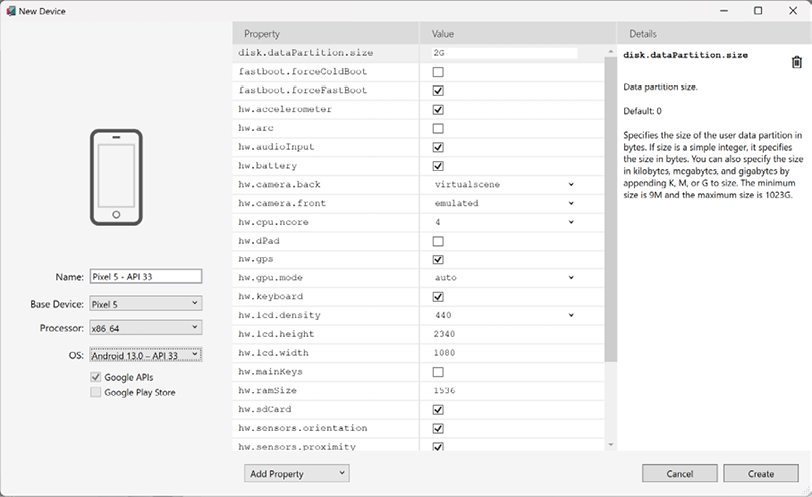 New Device
Name: Pixel 5 - API 33
Base Device: Pixel 5
Processor: x86_64
OS: Android 13.0 – API 33
Google APIs
Google Play Store
Property Value
disk.dataPartition.size 2G
fastboot.forceColdBoot
fastboot.forceFastBoot
hw.accelerometer
hw.arc
hw.audioInput
hw.battery
hw.camera.back virtualscene
hw.camera.front emulated
hw.cpu.ncore 4
hw.dPad
hw.gps
hw.gpu.mode auto
hw.keyboard
hw.lcd.density 440
hw.lcd.height 2340
hw.lcd.width 1080
hw.mainKeys
hw.ramSize 1536
hw.sdCard
hw.sensors.orientation
hw.sensors.proximity
Add Property
Details
disk.dataPartition.size
Data partition size.
Default: 0
Specifies the size of the user data partition in
bytes. If size is a simple integer, it specifies
the size in bytes. You can also specify the size
in kilobytes, megabytes, and gigabytes by
appending K, M, or G to size. The minimum
size is 9M and the maximum size is 1023G.
Cancel
Create